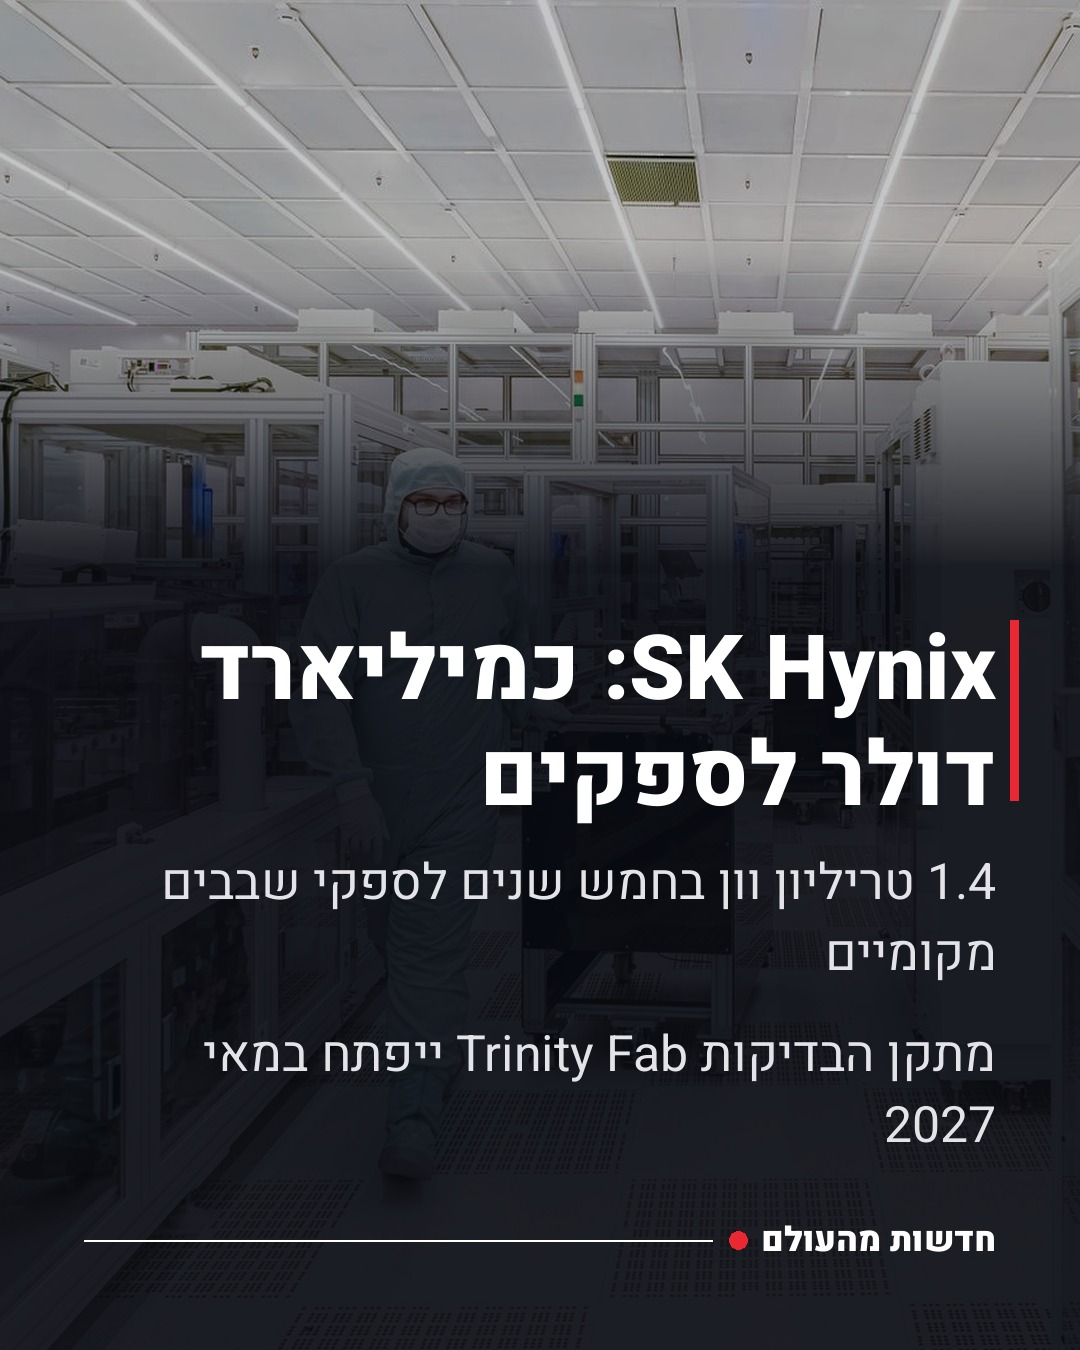 SK Hynix: כמיליארד
דולר לספקים
1.4 טריליון וון בחמש שנים לספקי שבבים
מקומיים
מתקן הבדיקות Trinity Fab ייפתח במאי
2027
חדשות מהעולם